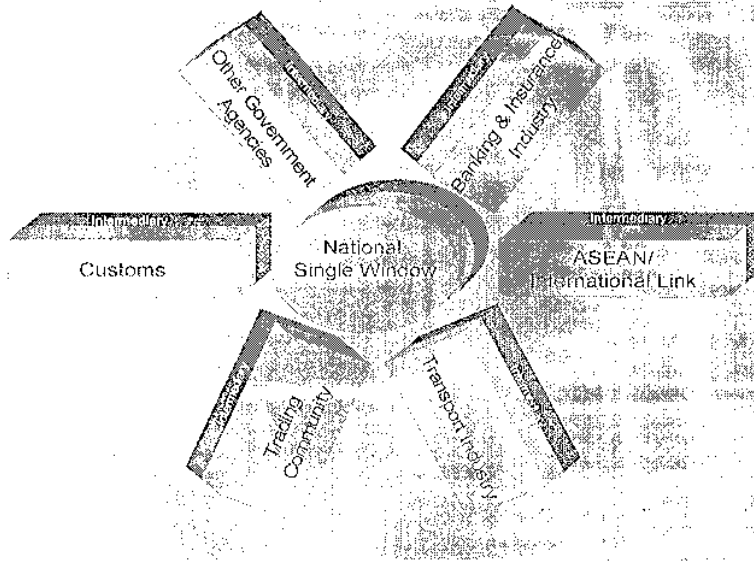 Other Government
Agencies
Intermediary
Banking & Insurance
Industry
Intermediary
Customs
National
Single Window
Intermediary
ASEAN/
International Link
Trading
Community
Transport Industry